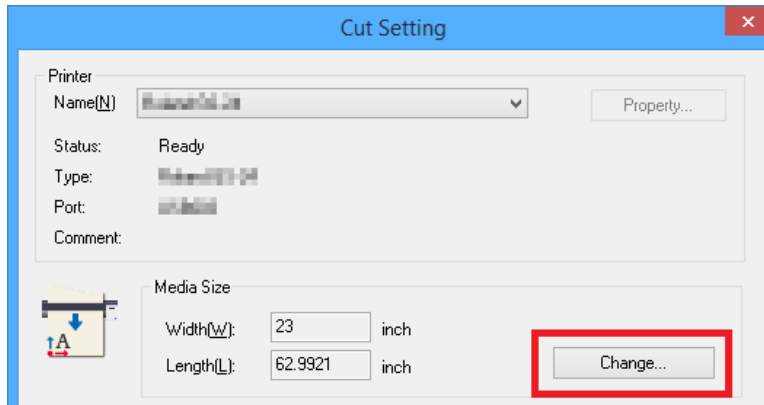 Cut Setting
Printer
Name(N)
Property...
Status: Ready
Type:
Port:
Comment:
Media Size
Width(W): 23 inch
Length(L): 62.9921 inch
Change...
A